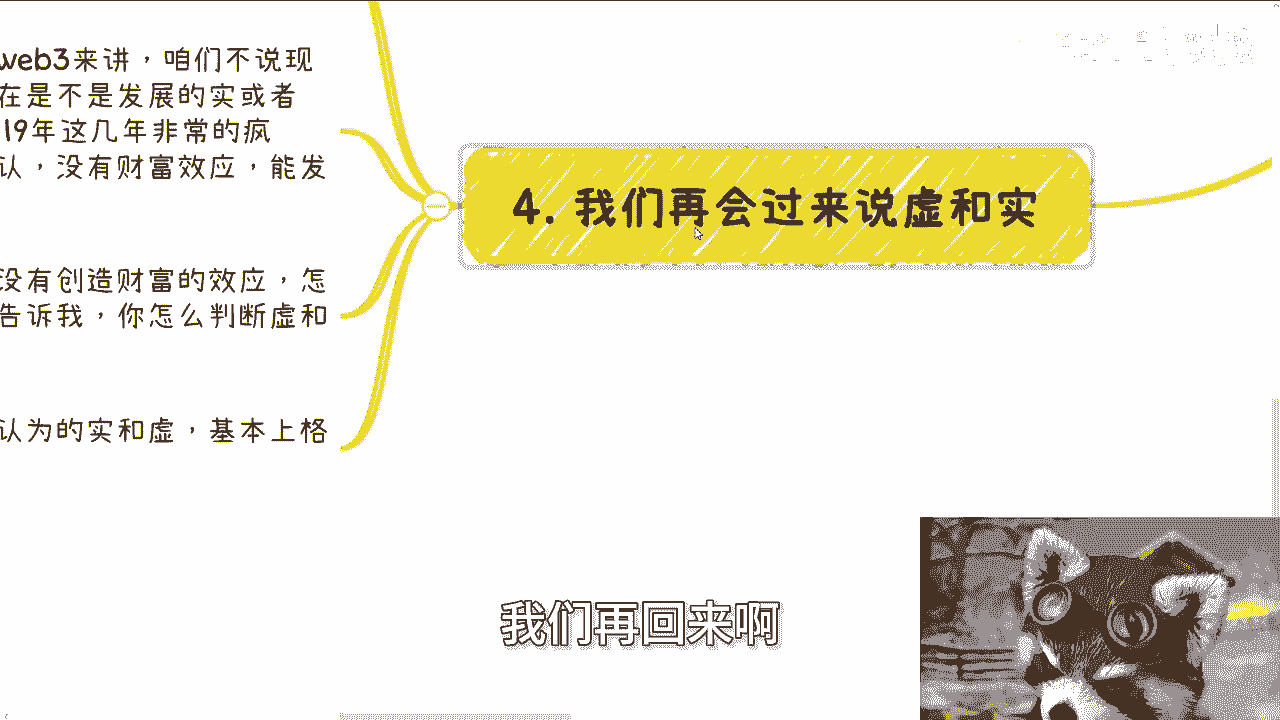 web3来讲，咱们不说现
在是不是发展的实或者
19年这几年非常的疯
认，没有财富效应，能发
没有创造财富的效应，怎
告诉我，你怎么判断虚和
认为的实和虚，基本上格
4. 我们再会过来说虚和实
我们再回来啊